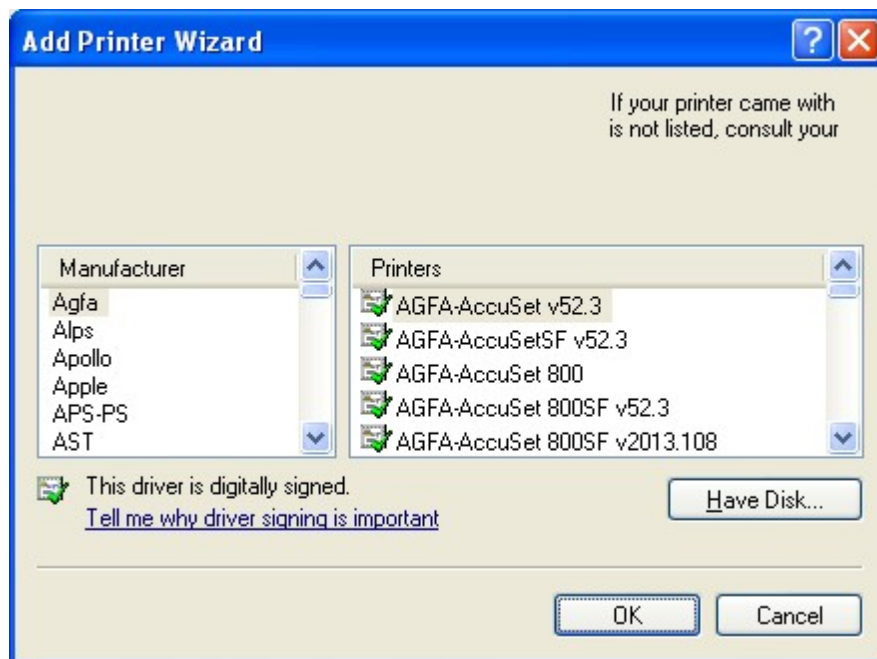 Add Printer Wizard
If your printer came with
is not listed, consult your
Manufacturer
Agfa
Alps
Apollo
Apple
APS-PS
AST
Printers
AGFA-AccuSet v52.3
AGFA-AccuSetSF v52.3
AGFA-AccuSet 800
AGFA-AccuSet 800SF v52.3
AGFA-AccuSet 800SF v2013.108
This driver is digitally signed.
Tell me why driver signing is important
Have Disk...
OK
Cancel